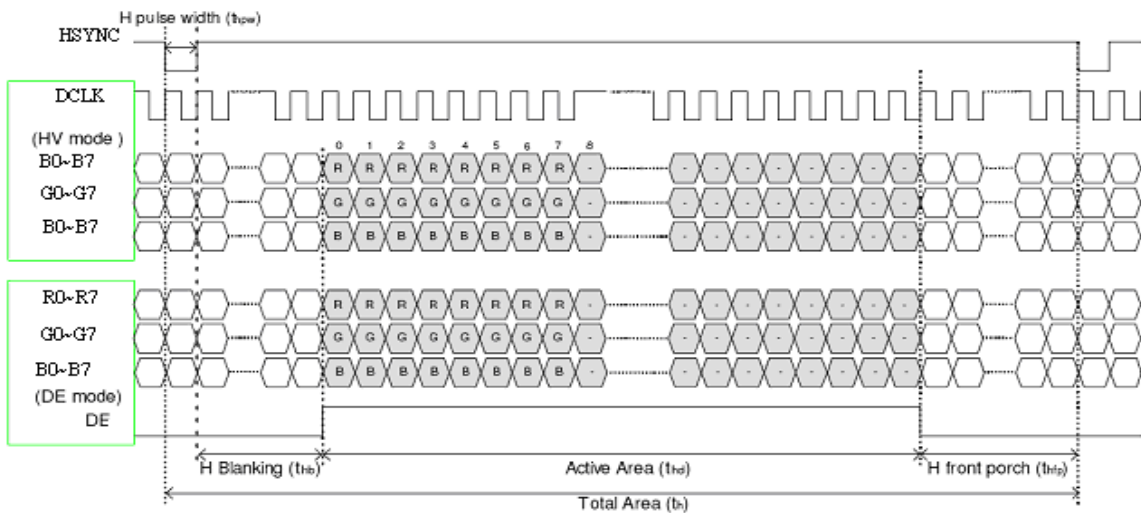 H pulse width (thpw)
HSYNC
DCLK
(HV mode )
0 1 2 3 4 5 6 7 8
B0~B7 R R R R R R R R - - - - - - - - -
G0~G7 G G G G G G G G - - - - - - - - -
B0~B7 B B B B B B B B - - - - - - - - -
R0~R7 R R R R R R R R - - - - - - - - -
G0~G7 G G G G G G G G - - - - - - - - -
B0~B7 B B B B B B B B - - - - - - - - -
(DE mode)
DE
H Blanking (thb) Active Area (thd) H front porch (thfp)
Total Area (th)